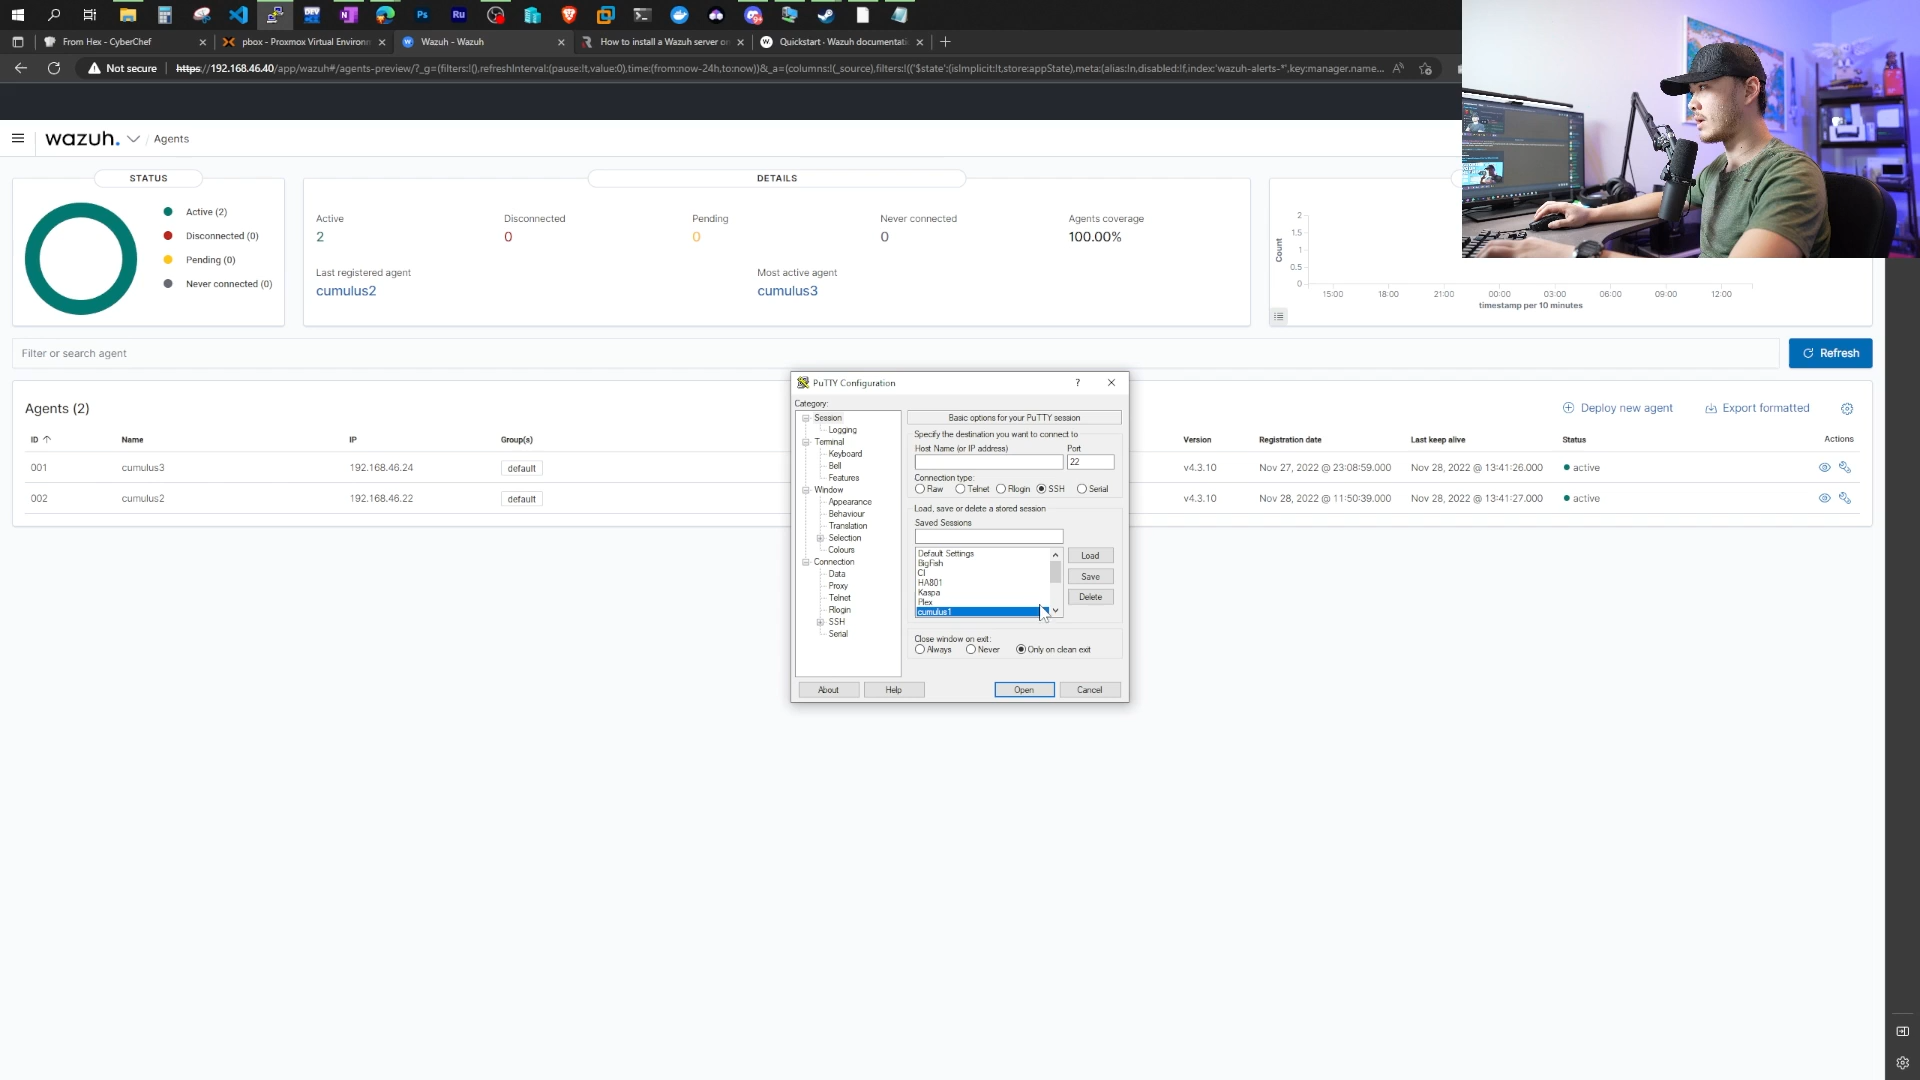 Ps
Ru
DEV
From Hex - CyberChef
pbox - Proxmox Virtual Environm
Wazuh - Wazuh
How to install a Wazuh server on
Quickstart · Wazuh documentati
Not secure
https://192.168.46.40/app/wazuh#/agents-preview/?_g=(filters:!(),refreshInterval:(pause:!t,value:0),time:(from:now-24h,to:now))&_a=(columns:!(_source),filters:!(('$state':(isImplicit:!t,store:appState),meta:(alias:!n,disabled:!f,index:'wazuh-alerts-*',key:manager.name...
wazuh.
/ Agents
STATUS
Active (2)
Disconnected (0)
Pending (0)
Never connected (0)
DETAILS
Active
2
Disconnected
0
Pending
0
Never connected
0
Agents coverage
100.00%
Last registered agent
cumulus2
Most active agent
cumulus3
Count
2
1.5
1
0.5
0
15:00 18:00 21:00 00:00 03:00 06:00 09:00 12:00
timestamp per 10 minutes
Filter or search agent
Refresh
Agents (2)
Deploy new agent
Export formatted
ID Name IP Group(s) Version Registration date Last keep alive Status Actions
001 cumulus3 192.168.46.24 default v4.3.10 Nov 27, 2022 @ 23:08:59.000 Nov 28, 2022 @ 13:41:26.000 active
002 cumulus2 192.168.46.22 default v4.3.10 Nov 28, 2022 @ 11:50:39.000 Nov 28, 2022 @ 13:41:27.000 active
PuTTY Configuration
?
Category:
Session
Logging
Terminal
Keyboard
Bell
Features
Window
Appearance
Behaviour
Translation
Selection
Colours
Connection
Data
Proxy
Telnet
Rlogin
SSH
Serial
Basic options for your PuTTY session
Specify the destination you want to connect to
Host Name (or IP address)
Port
22
Connection type:
Raw Telnet Rlogin SSH Serial
Load, save or delete a stored session
Saved Sessions
Default Settings
BigFish
CI
HA801
Kaspa
Plex
cumulus1
Load
Save
Delete
Close window on exit:
Always Never Only on clean exit
About
Help
Open
Cancel